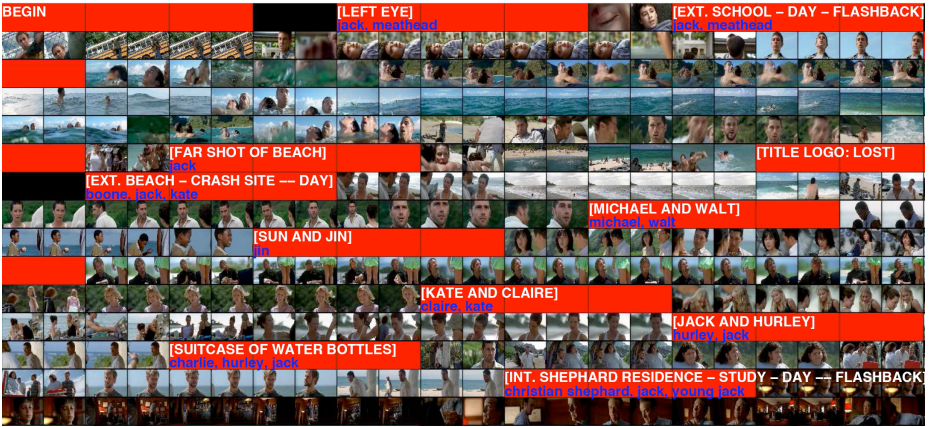 BEGIN
[LEFT EYE]
jack, meathead
[EXT. SCHOOL – DAY – FLASHBACK]
jack, meathead
[FAR SHOT OF BEACH]
jack
[TITLE LOGO: LOST]
[EXT. BEACH – CRASH SITE –– DAY]
boone, jack, kate
[MICHAEL AND WALT]
michael, walt
[SUN AND JIN]
jin
[KATE AND CLAIRE]
claire, kate
[JACK AND HURLEY]
hurley, jack
[SUITCASE OF WATER BOTTLES]
charlie, hurley, jack
[INT. SHEPHARD RESIDENCE – STUDY – DAY –– FLASHBACK]
christian shephard, jack, young jack